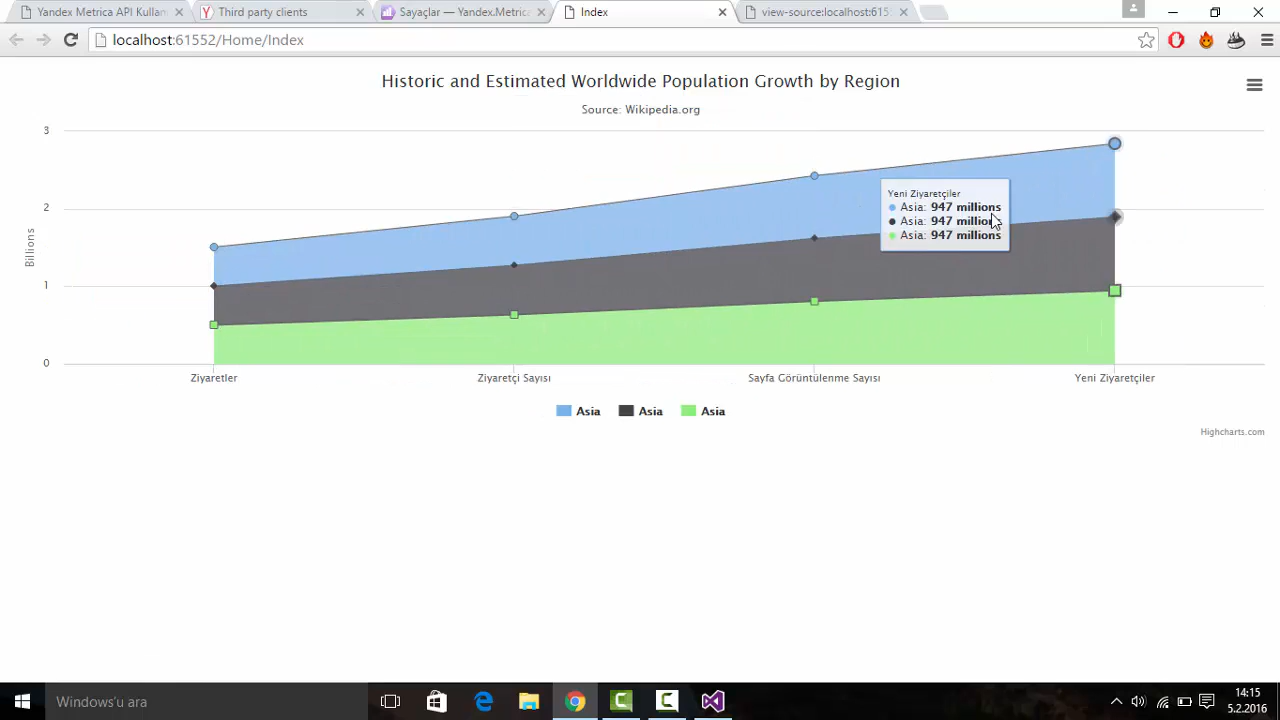 Yandex Metrica API Kullan
Third party clients
Sayaçlar — Yandex.Metrica
Index
view-source:localhost:615
localhost:61552/Home/Index
Historic and Estimated Worldwide Population Growth by Region
Source: Wikipedia.org
Billions
3
2
1
0
Yeni Ziyaretçiler
Asia: 947 millions
Asia: 947 millions
Asia: 947 millions
Ziyaretler
Ziyaretçi Sayısı
Sayfa Görüntülenme Sayısı
Yeni Ziyaretçiler
Asia
Asia
Asia
Highcharts.com
Windows'u ara
14:15
5.2.2016